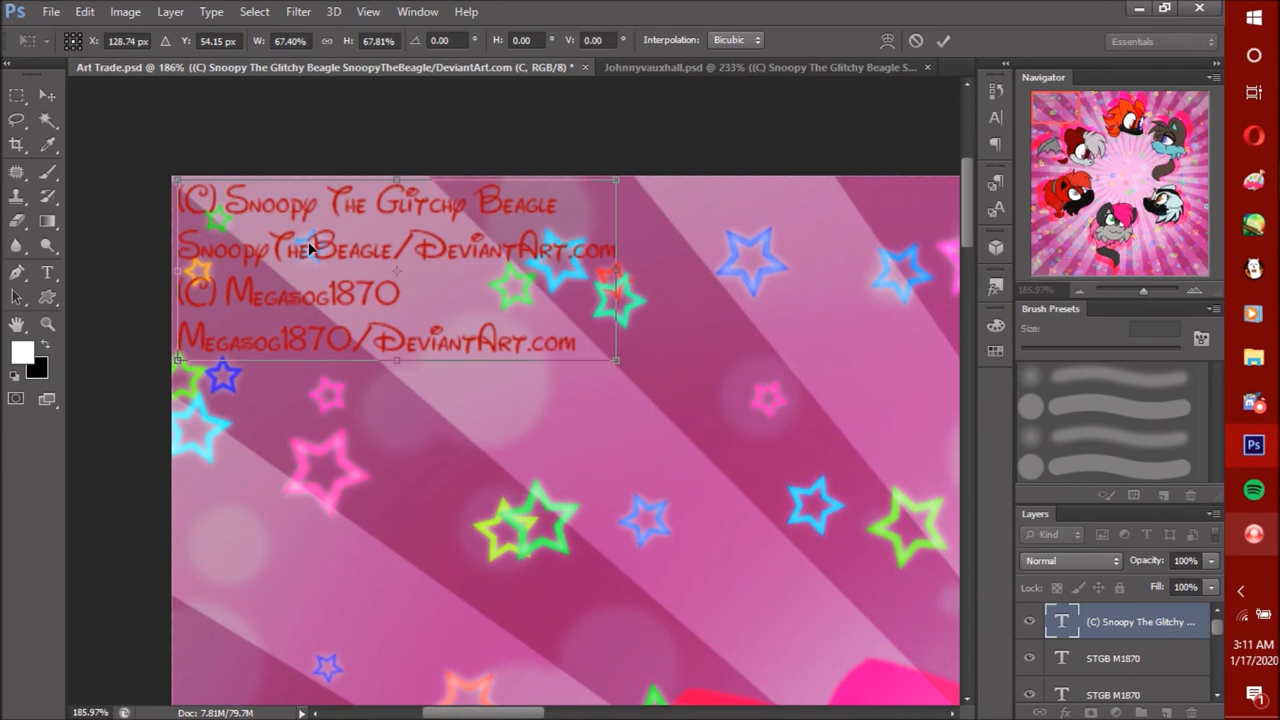 Ps File Edit Image Layer Type Select Filter 3D View Window Help
X: 128.74 px Y: 54.15 px W: 67.40% H: 67.81% 0.00 ° H: 0.00 ° V: 0.00 ° Interpolation: Bicubic Essentials
Art Trade.psd @ 186% ((C) Snoopy The Glitchy Beagle SnoopyTheBeagle/DeviantArt.com (C, RGB/8) * × Johnnyvauxhall.psd @ 233% ((C) Snoopy The Glitchy Beagle S... ×
Navigator
(C) Snoopy The Glitchy Beagle
SnoopyTheBeagle/DeviantArt.com
(C) Megasog1870
Megasog1870/DeviantArt.com
185.97%
Brush Presets
Size:
Layers
Kind
Normal Opacity: 100%
Lock: Fill: 100%
(C) Snoopy The Glitchy ...
STGB M1870
STGB M1870
185.97% Doc: 7.81M/79.7M
Ps
3:11 AM
1/17/2020
1